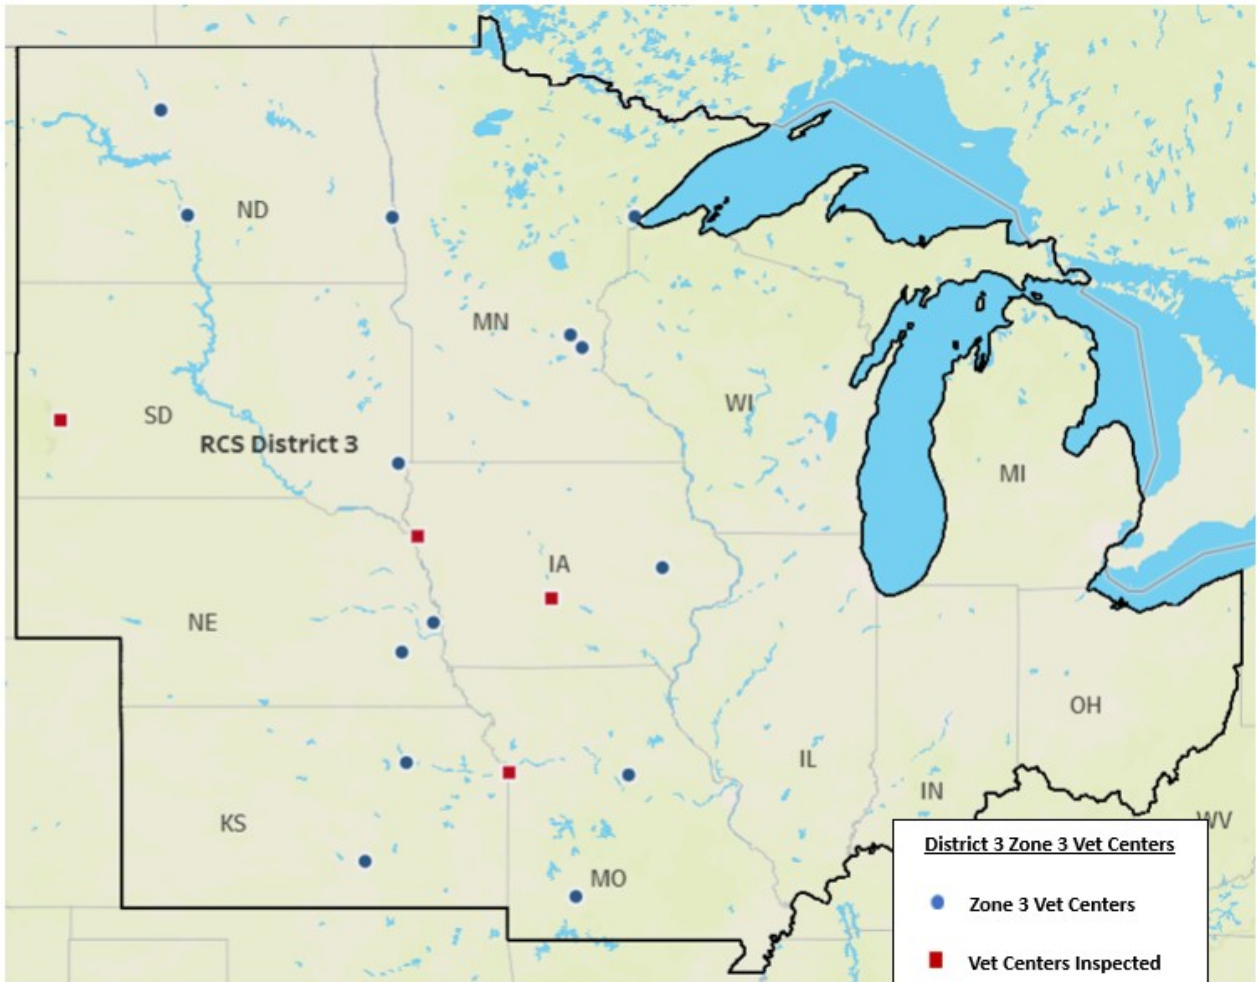 ND
MN
SD
WI
RCS District 3
MI
IA
NE
OH
IL
IN
KS
WV
MO
District 3 Zone 3 Vet Centers
Zone 3 Vet Centers
Vet Centers Inspected